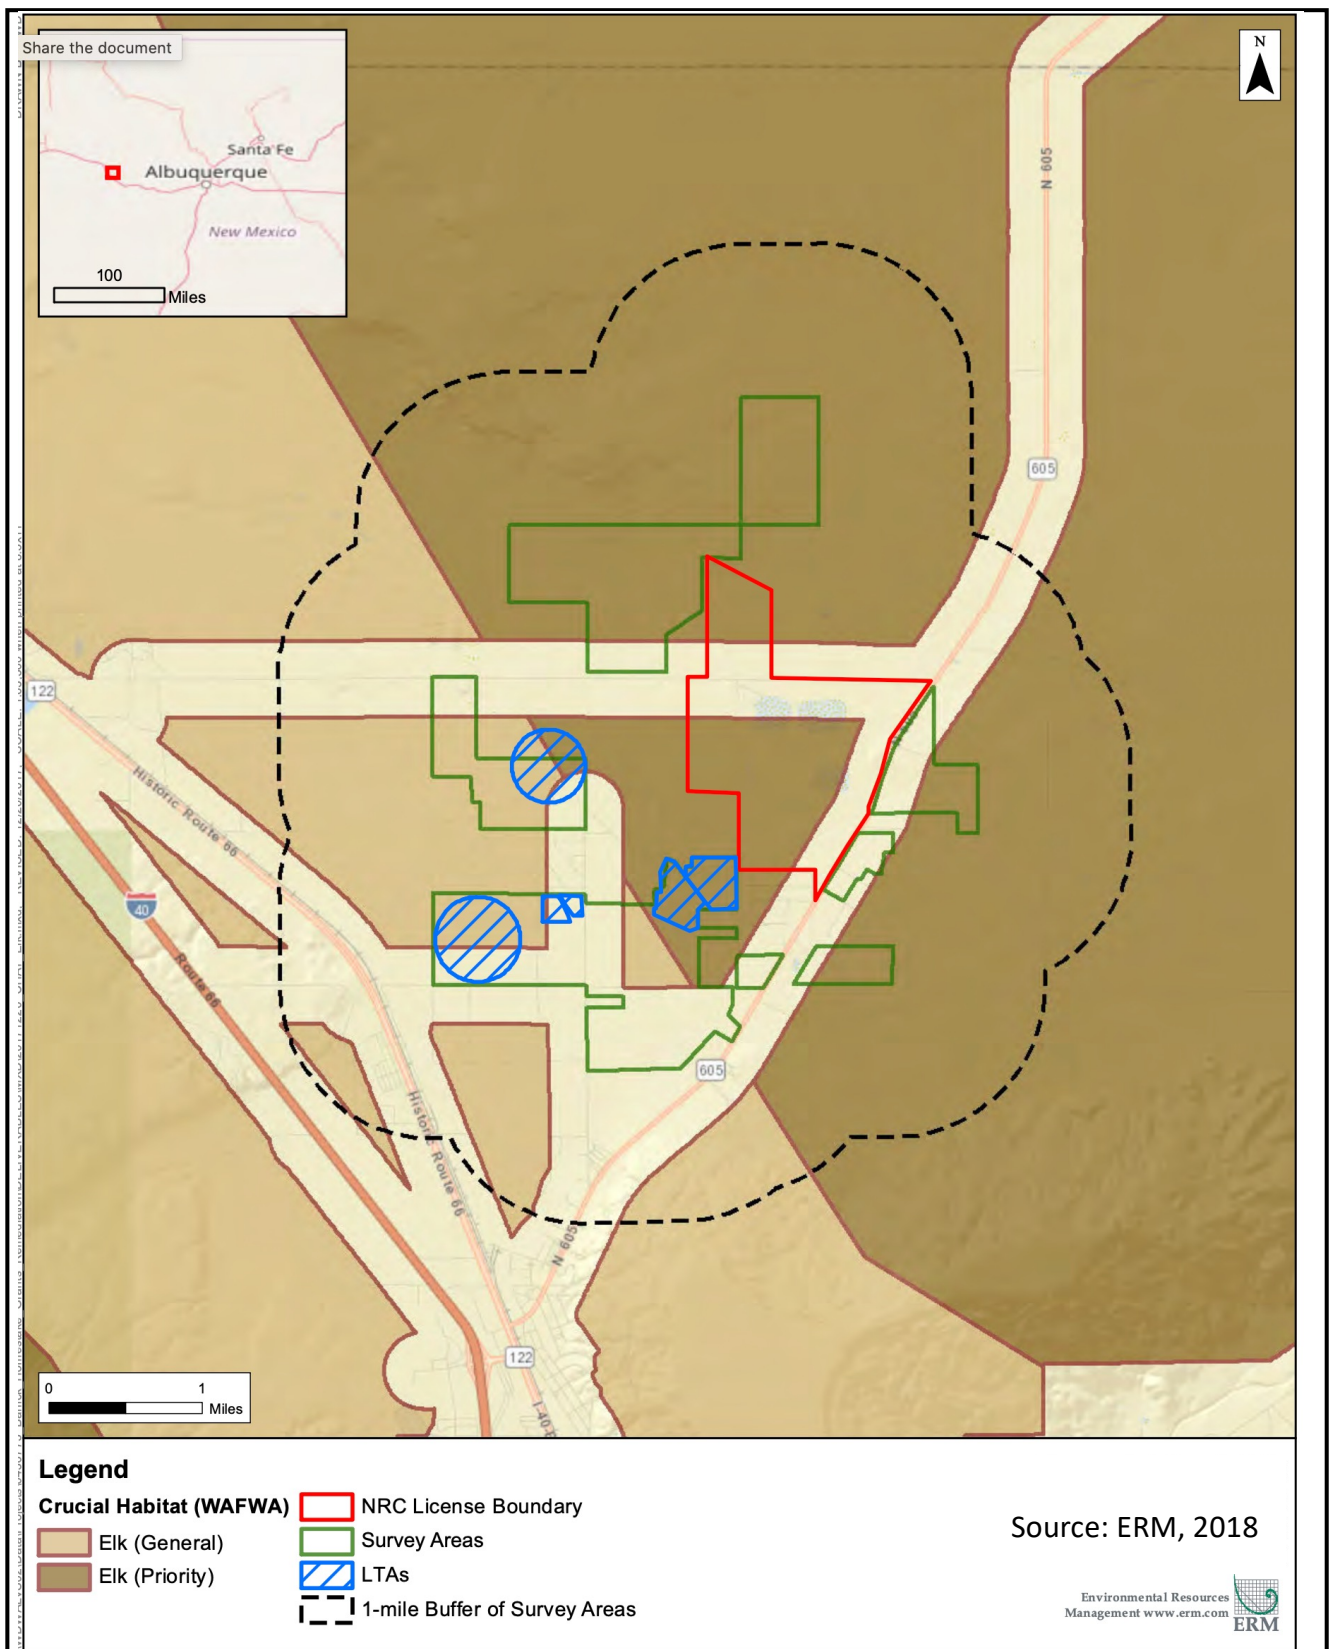 Share the document
Santa Fe
Albuquerque
New Mexico
100
Miles
N
N 605
605
122
Historic Route 66
40
Route 66
605
Historic Route 66
N 605
122
I 40-B
0 1
Miles
Legend
Crucial Habitat (WAFWA)
Elk (General)
Elk (Priority)
NRC License Boundary
Survey Areas
LTAs
1-mile Buffer of Survey Areas
Source: ERM, 2018
Environmental Resources
Management www.erm.com
ERM